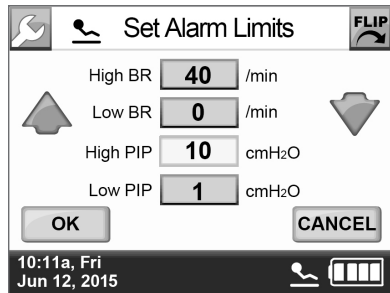 Set Alarm Limits
FLIP
High BR 40 /min
Low BR 0 /min
High PIP 10 cmH2O
Low PIP 1 cmH2O
OK CANCEL
10:11a, Fri
Jun 12, 2015